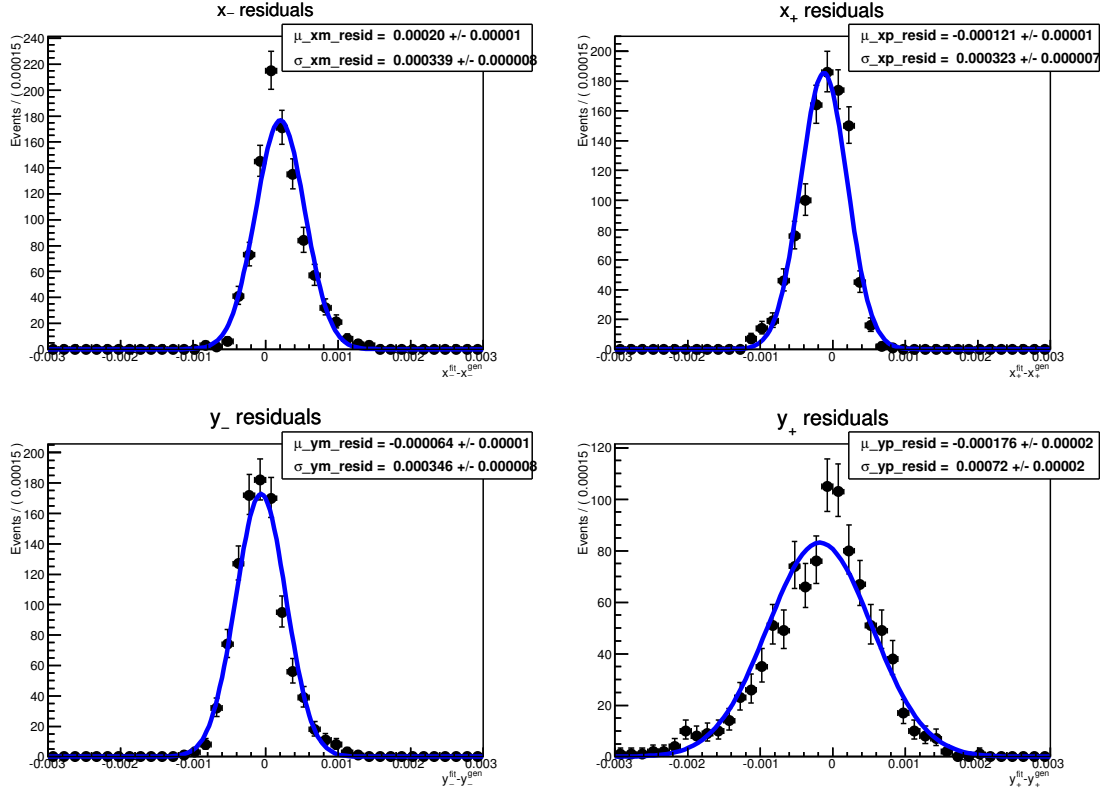 x− residuals
μ_xm_resid = 0.00020 +/- 0.00001
σ_xm_resid = 0.000339 +/- 0.000008
Events / ( 0.00015 )
240
220
200
180
160
140
120
100
80
60
40
20
0
-0.003 -0.002 -0.001 0 0.001 0.002 0.003
x−^fit-x−^gen
x+ residuals
μ_xp_resid = -0.000121 +/- 0.00001
σ_xp_resid = 0.000323 +/- 0.000007
Events / ( 0.00015 )
200
180
160
140
120
100
80
60
40
20
0
-0.003 -0.002 -0.001 0 0.001 0.002 0.003
x+^fit-x+^gen
y− residuals
μ_ym_resid = -0.000064 +/- 0.00001
σ_ym_resid = 0.000346 +/- 0.000008
Events / ( 0.00015 )
200
180
160
140
120
100
80
60
40
20
0
-0.003 -0.002 -0.001 0 0.001 0.002 0.003
y−^fit-y−^gen
y+ residuals
μ_yp_resid = -0.000176 +/- 0.00002
σ_yp_resid = 0.00072 +/- 0.00002
Events / ( 0.00015 )
120
100
80
60
40
20
0
-0.003 -0.002 -0.001 0 0.001 0.002 0.003
y+^fit-y+^gen